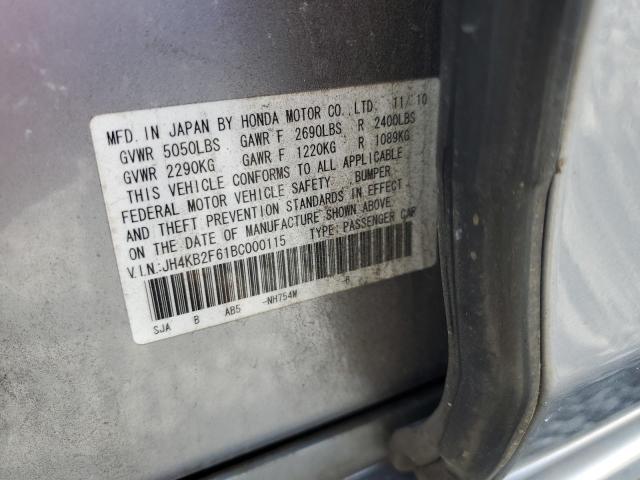 MFD. IN JAPAN BY HONDA MOTOR CO., LTD. 11/10
GVWR 5050LBS GAWR F 2690LBS R 2400LBS
GVWR 2290KG GAWR F 1220KG R 1089KG
THIS VEHICLE CONFORMS TO ALL APPLICABLE
FEDERAL MOTOR VEHICLE SAFETY, BUMPER
AND THEFT PREVENTION STANDARDS IN EFFECT
ON THE DATE OF MANUFACTURE SHOWN ABOVE.
V.I.N.:JH4KB2F61BC000115 TYPE: PASSENGER CAR
SJA B AB5 -NH754M